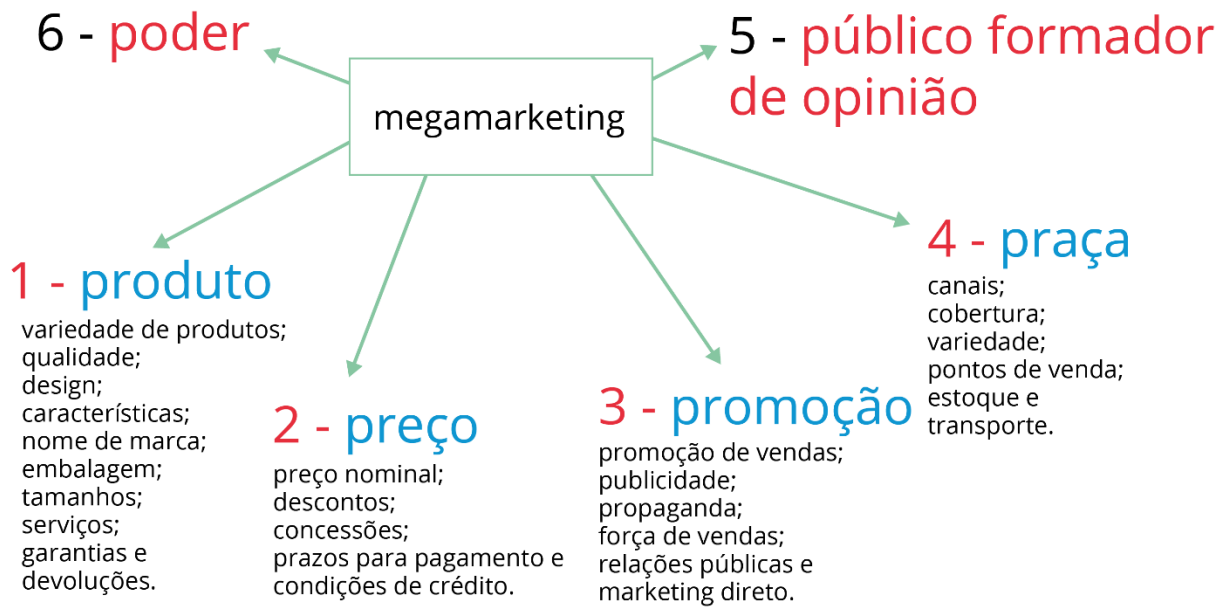 6 - poder
5 - público formador
de opinião
megamarketing
1 - produto
variedade de produtos;
qualidade;
design;
características;
nome de marca;
embalagem;
tamanhos;
serviços;
garantias e
devoluções.
2 - preço
preço nominal;
descontos;
concessões;
prazos para pagamento e
condições de crédito.
3 - promoção
promoção de vendas;
publicidade;
propaganda;
força de vendas;
relações públicas e
marketing direto.
4 - praça
canais;
cobertura;
variedade;
pontos de venda;
estoque e
transporte.